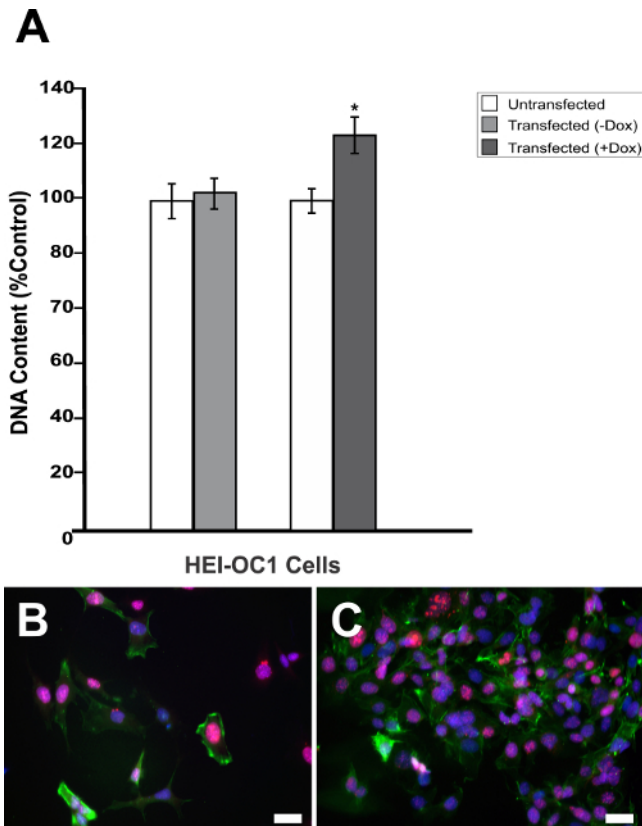 A
DNA Content (%Control)
140
120
100
80
70
60
40
20
0
*
Untransfected
Transfected (-Dox)
Transfected (+Dox)
HEI-OC1 Cells
B
C